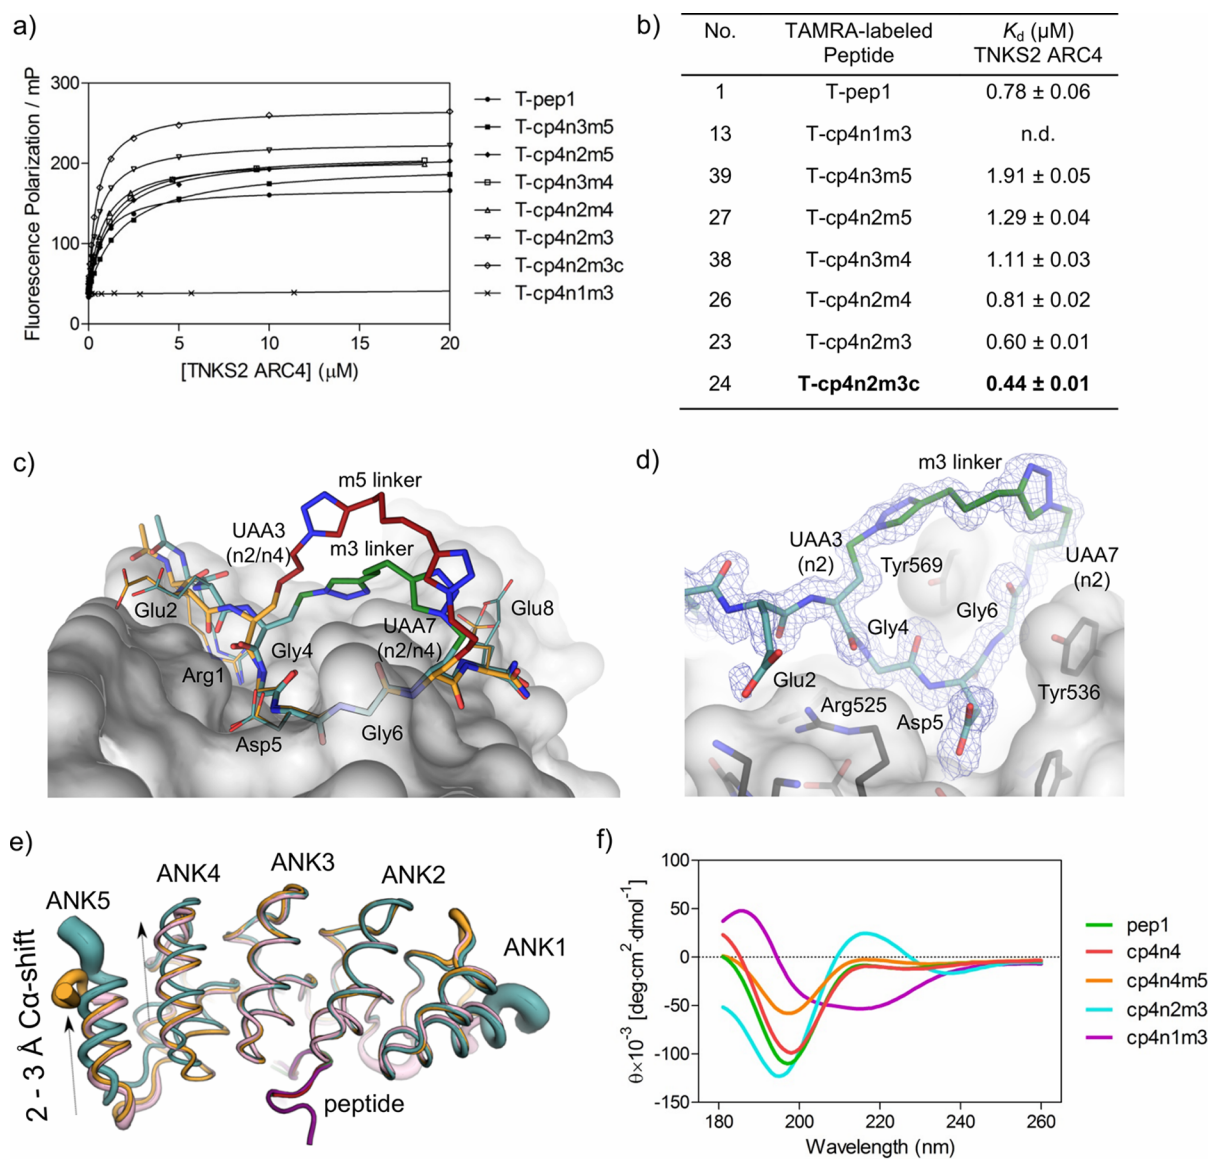 a)
300
200
100
0
0 5 10 15 20
Fluorescence Polarization / mP
[TNKS2 ARC4] (μM)
T-pep1
T-cp4n3m5
T-cp4n2m5
T-cp4n3m4
T-cp4n2m4
T-cp4n2m3
T-cp4n2m3c
T-cp4n1m3
b)
No. TAMRA-labeled Kd (μM)
Peptide TNKS2 ARC4
1 T-pep1 0.78 ± 0.06
13 T-cp4n1m3 n.d.
39 T-cp4n3m5 1.91 ± 0.05
27 T-cp4n2m5 1.29 ± 0.04
38 T-cp4n3m4 1.11 ± 0.03
26 T-cp4n2m4 0.81 ± 0.02
23 T-cp4n2m3 0.60 ± 0.01
24 T-cp4n2m3c 0.44 ± 0.01
c)
m5 linker
UAA3
(n2/n4)
m3 linker
Glu2
Glu8
UAA7
(n2/n4)
Gly4
Arg1
Asp5
Gly6
d)
m3 linker
UAA3
(n2)
Tyr569
UAA7
(n2)
Gly6
Gly4
Glu2
Arg525
Asp5
Tyr536
e)
ANK5
ANK4
ANK3
ANK2
ANK1
2 - 3 Å Cα-shift
peptide
f)
100
50
0
-50
-100
-150
180 200 220 240 260
θ×10⁻³ [deg·cm²·dmol⁻¹]
Wavelength (nm)
pep1
cp4n4
cp4n4m5
cp4n2m3
cp4n1m3